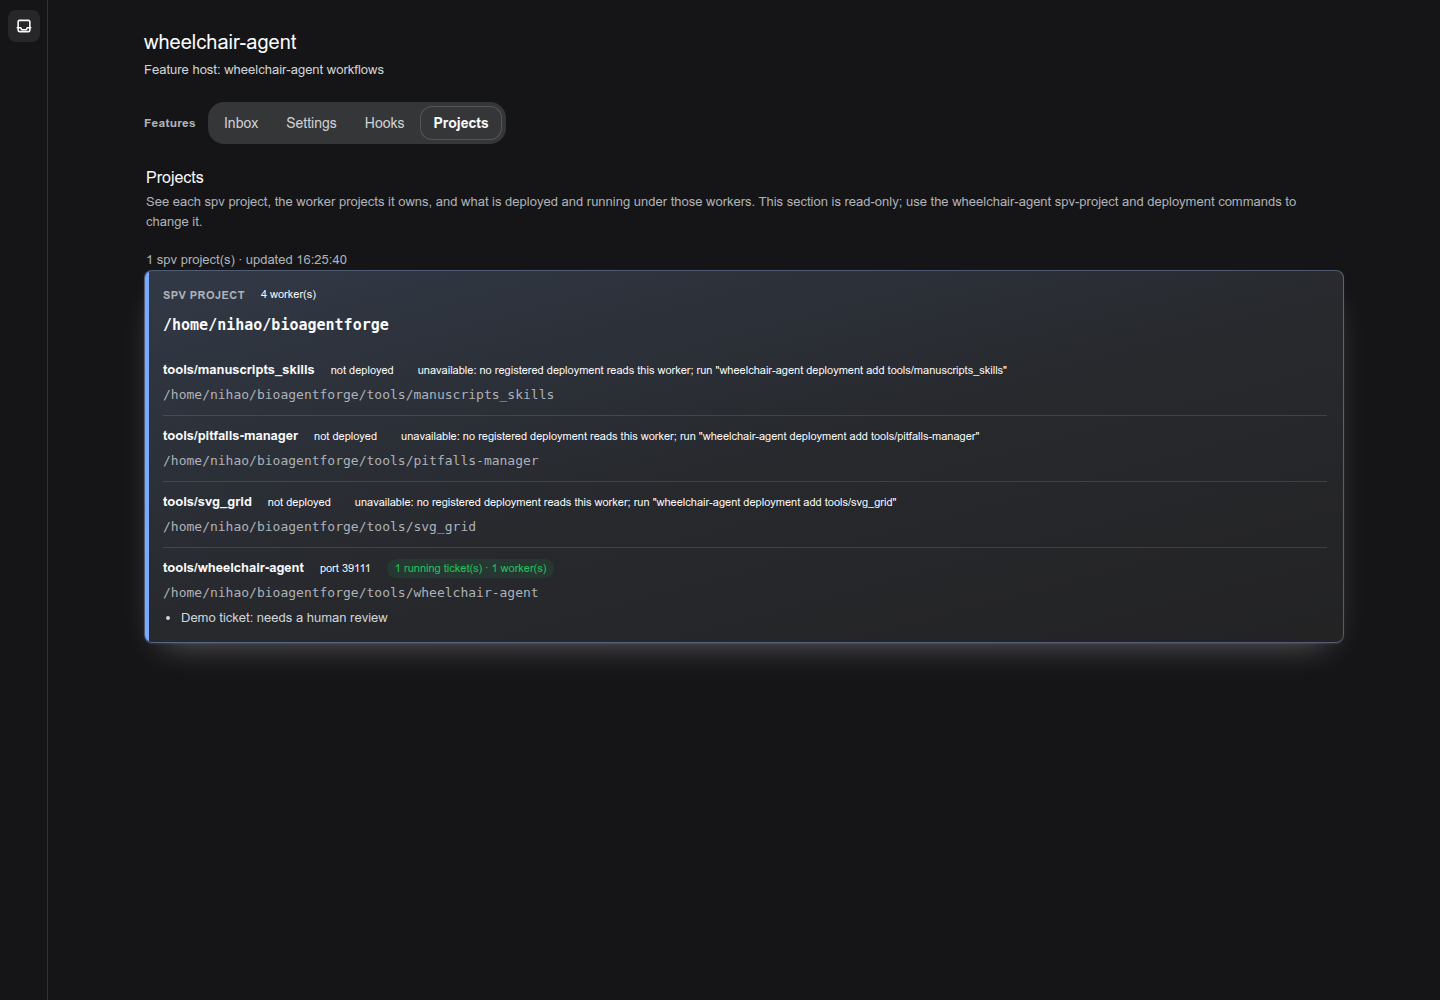 wheelchair-agent
Feature host: wheelchair-agent workflows
Features Inbox Settings Hooks Projects
Projects
See each spv project, the worker projects it owns, and what is deployed and running under those workers. This section is read-only; use the wheelchair-agent spv-project and deployment commands to
change it.
1 spv project(s) · updated 16:25:40
SPV PROJECT 4 worker(s)
/home/nihao/bioagentforge
tools/manuscripts_skills not deployed unavailable: no registered deployment reads this worker; run "wheelchair-agent deployment add tools/manuscripts_skills"
/home/nihao/bioagentforge/tools/manuscripts_skills
tools/pitfalls-manager not deployed unavailable: no registered deployment reads this worker; run "wheelchair-agent deployment add tools/pitfalls-manager"
/home/nihao/bioagentforge/tools/pitfalls-manager
tools/svg_grid not deployed unavailable: no registered deployment reads this worker; run "wheelchair-agent deployment add tools/svg_grid"
/home/nihao/bioagentforge/tools/svg_grid
tools/wheelchair-agent port 39111 1 running ticket(s) · 1 worker(s)
/home/nihao/bioagentforge/tools/wheelchair-agent
• Demo ticket: needs a human review